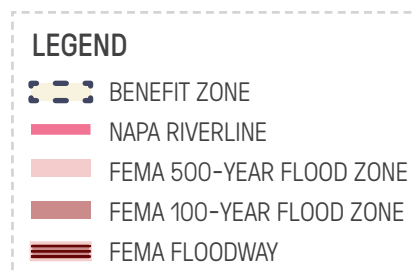 LEGEND
BENEFIT ZONE
NAPA RIVERLINE
FEMA 500-YEAR FLOOD ZONE
FEMA 100-YEAR FLOOD ZONE
FEMA FLOODWAY